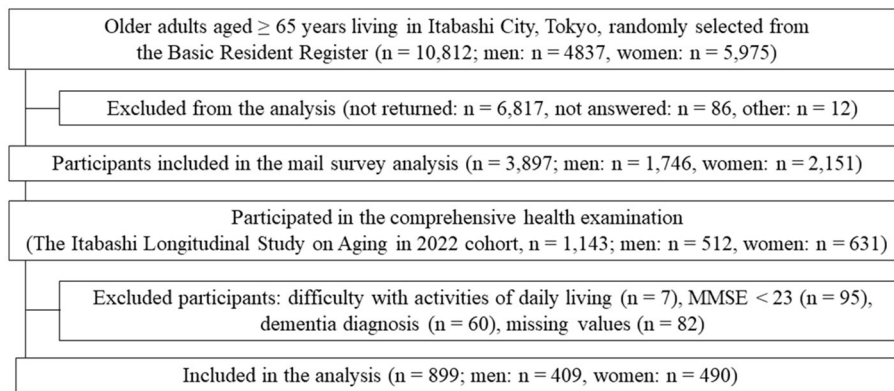 Older adults aged ≥ 65 years living in Itabashi City, Tokyo, randomly selected from
the Basic Resident Register (n = 10,812; men: n = 4837, women: n = 5,975)
Excluded from the analysis (not returned: n = 6,817, not answered: n = 86, other: n = 12)
Participants included in the mail survey analysis (n = 3,897; men: n = 1,746, women: n = 2,151)
Participated in the comprehensive health examination
(The Itabashi Longitudinal Study on Aging in 2022 cohort, n = 1,143; men: n = 512, women: n = 631)
Excluded participants: difficulty with activities of daily living (n = 7), MMSE < 23 (n = 95),
dementia diagnosis (n = 60), missing values (n = 82)
Included in the analysis (n = 899; men: n = 409, women: n = 490)